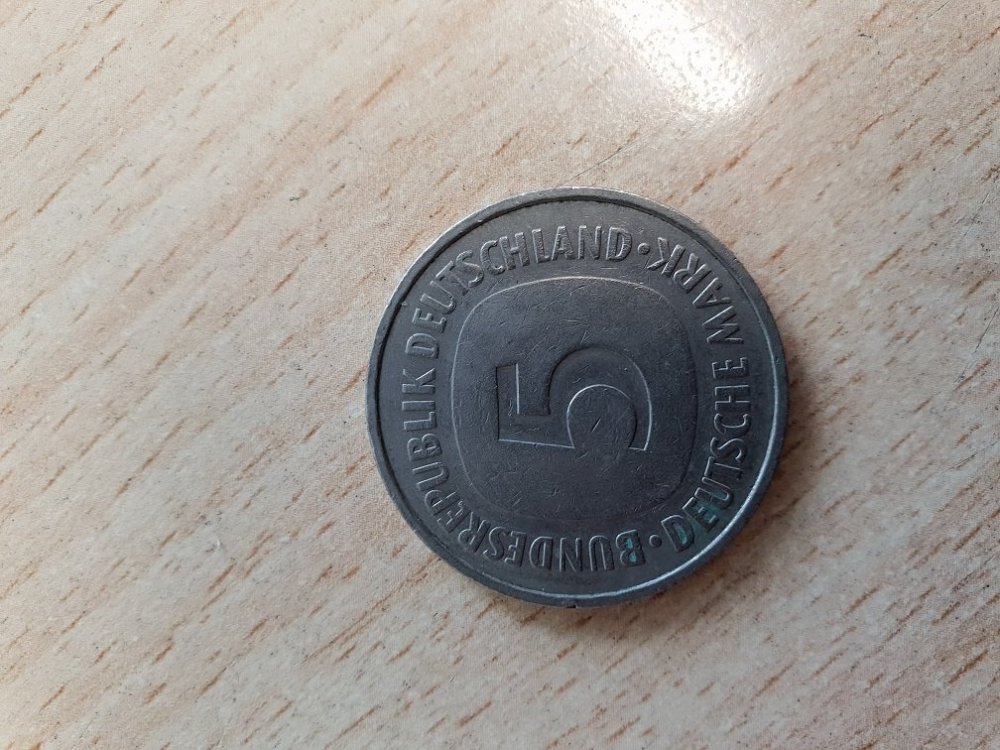 BUNDESREPUBLIK DEUTSCHLAND · DEUTSCHE MARK ·
5